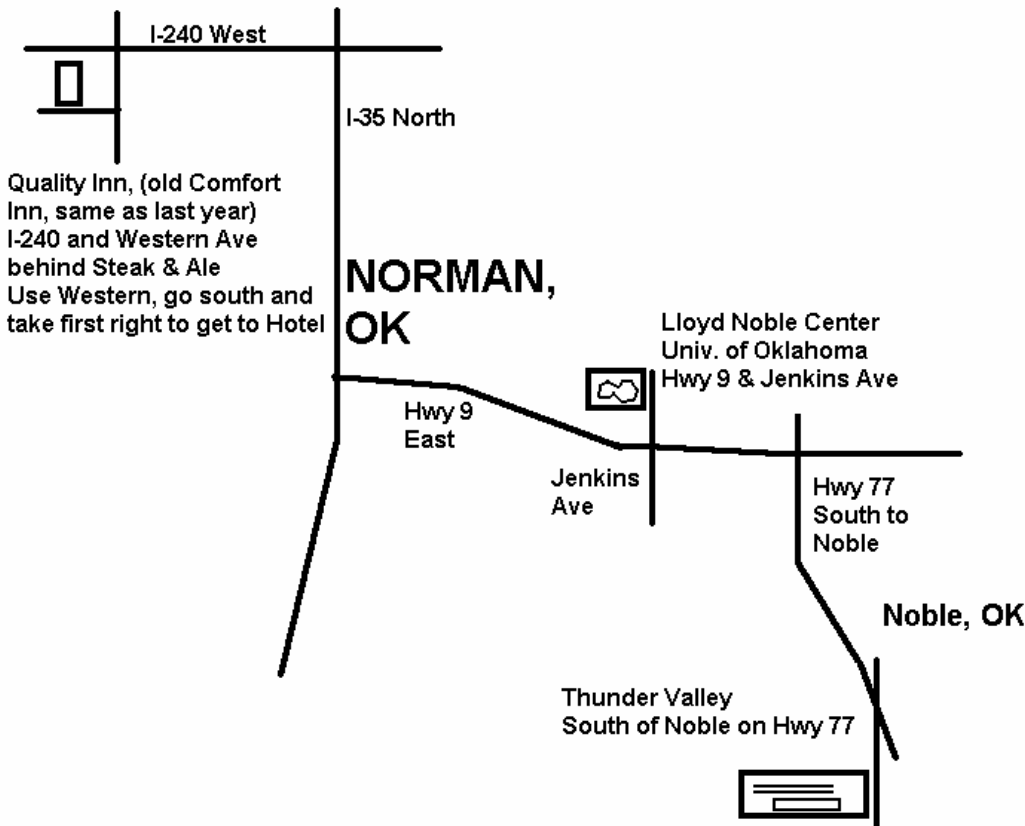 I-240 West
I-35 North
Quality Inn, (old Comfort
Inn, same as last year)
I-240 and Western Ave
behind Steak & Ale
Use Western, go south and
take first right to get to Hotel
NORMAN,
OK
Lloyd Noble Center
Univ. of Oklahoma
Hwy 9 & Jenkins Ave
Hwy 9
East
Jenkins
Ave
Hwy 77
South to
Noble
Noble, OK
Thunder Valley
South of Noble on Hwy 77